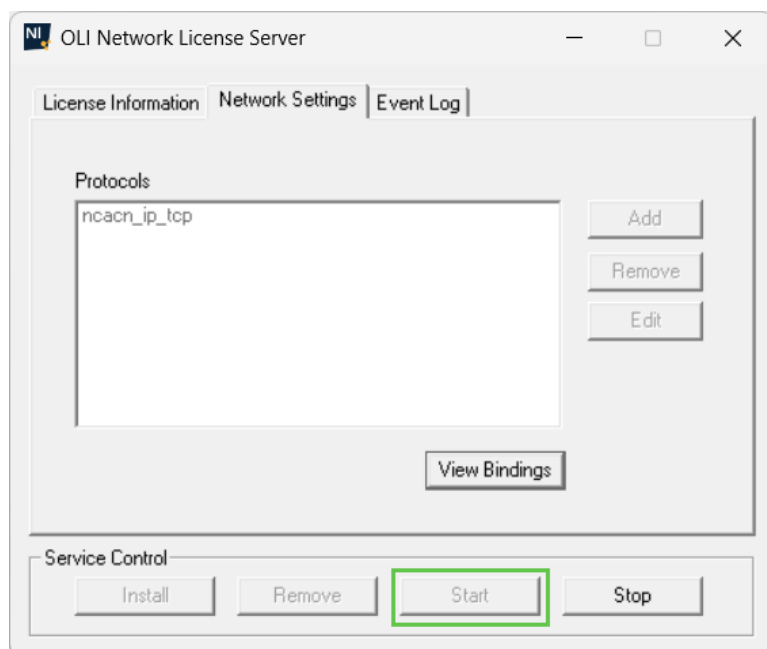 NI OLI Network License Server
License Information Network Settings Event Log
Protocols
ncacn_ip_tcp
Add
Remove
Edit
View Bindings
Service Control
Install Remove Start Stop